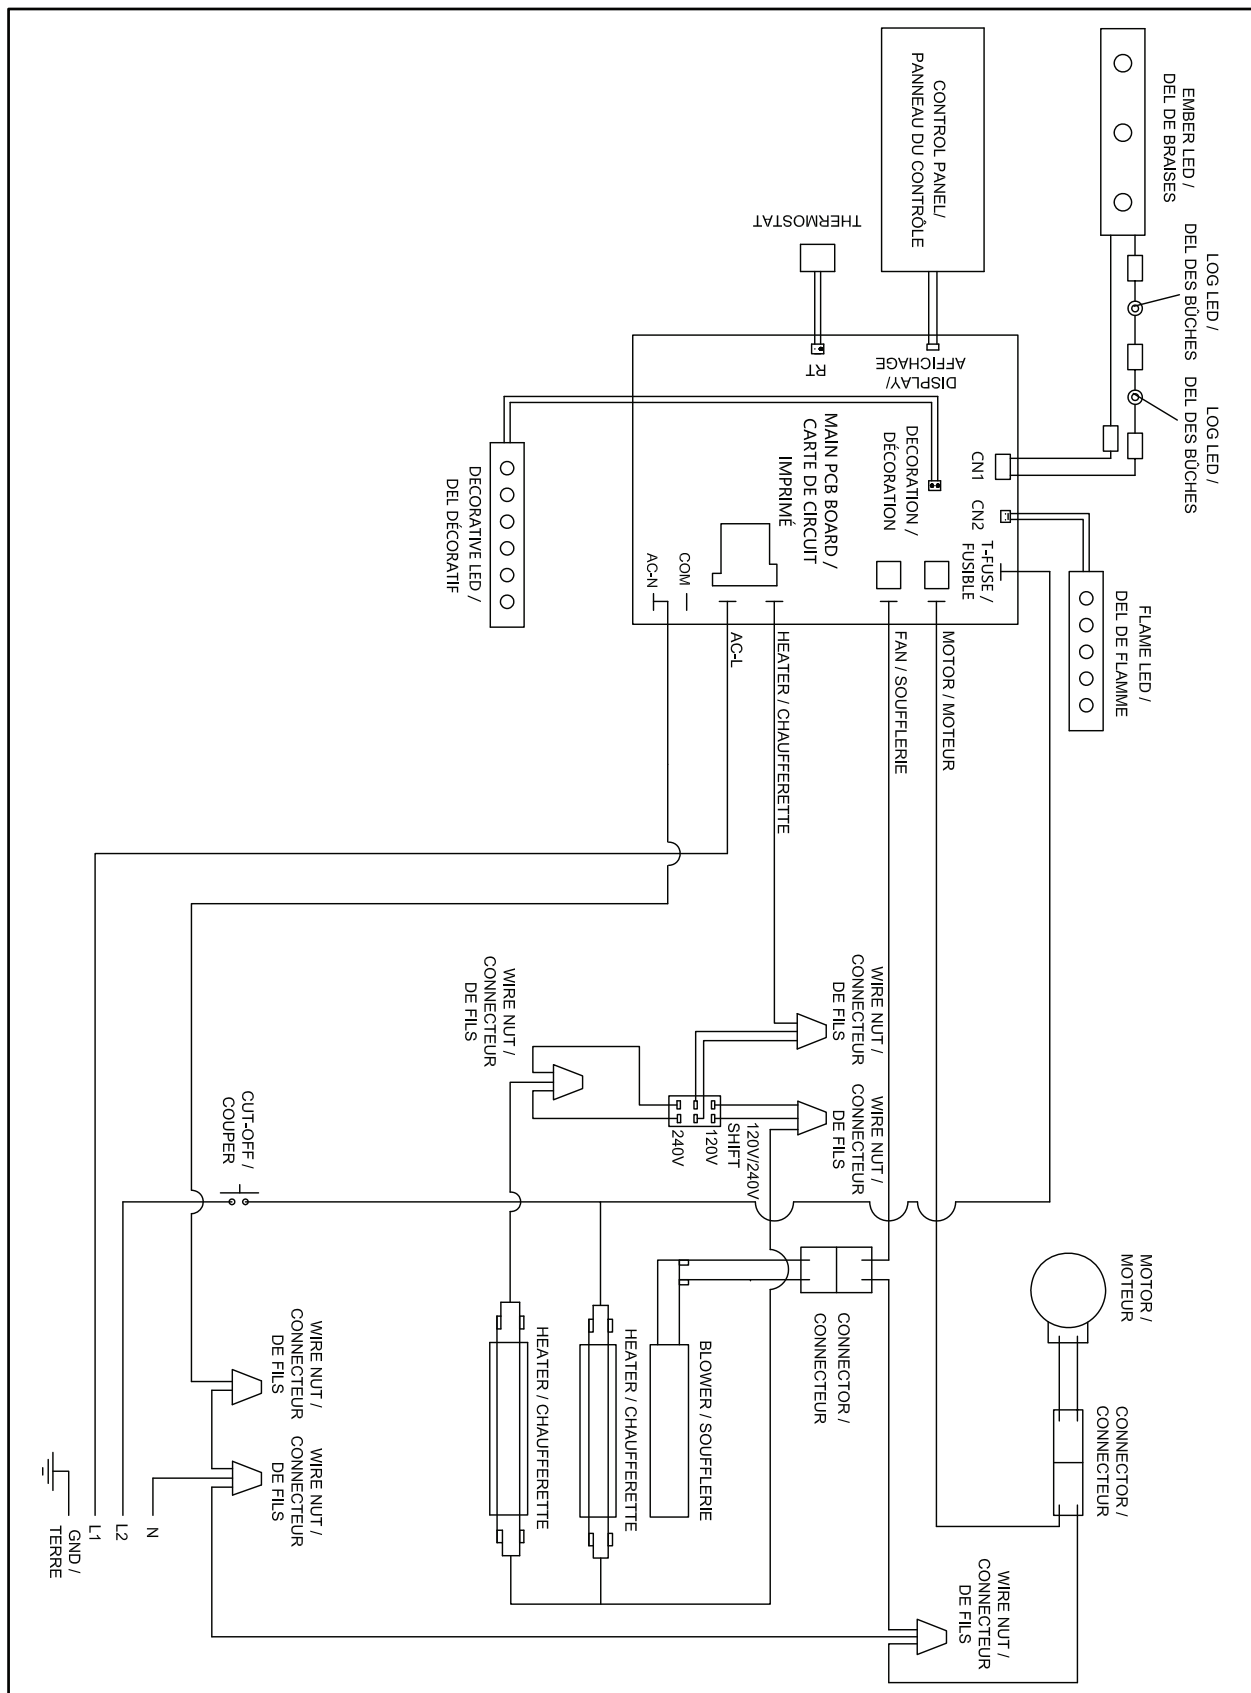 EMBER LED /
DEL DE BRAISES
LOG LED /
DEL DES BÛCHES
LOG LED /
DEL DES BÛCHES
FLAME LED /
DEL DE FLAMME
CONTROL PANEL/
PANNEAU DU CONTRÔLE
THERMOSTAT
RT
DISPLAY/
AFFICHAGE
CN1
CN2
T-FUSE /
FUSIBLE
DECORATION /
DÉCORATION
MAIN PCB BOARD /
CARTE DE CIRCUIT
IMPRIMÉ
COM
AC-N
DECORATIVE LED /
DEL DÉCORATIF
MOTOR / MOTEUR
FAN / SOUFFLERIE
HEATER / CHAUFFERETTE
AC-L
WIRE NUT /
CONNECTEUR
DE FILS
WIRE NUT /
CONNECTEUR
DE FILS
WIRE NUT /
CONNECTEUR
DE FILS
120V/240V
SHIFT
120V
240V
CUT-OFF /
COUPER
MOTOR /
MOTEUR
CONNECTOR /
CONNECTEUR
CONNECTOR /
CONNECTEUR
BLOWER / SOUFFLERIE
HEATER / CHAUFFERETTE
HEATER / CHAUFFERETTE
WIRE NUT /
CONNECTEUR
DE FILS
WIRE NUT /
CONNECTEUR
DE FILS
WIRE NUT /
CONNECTEUR
DE FILS
N
L2
L1
GND /
TERRE